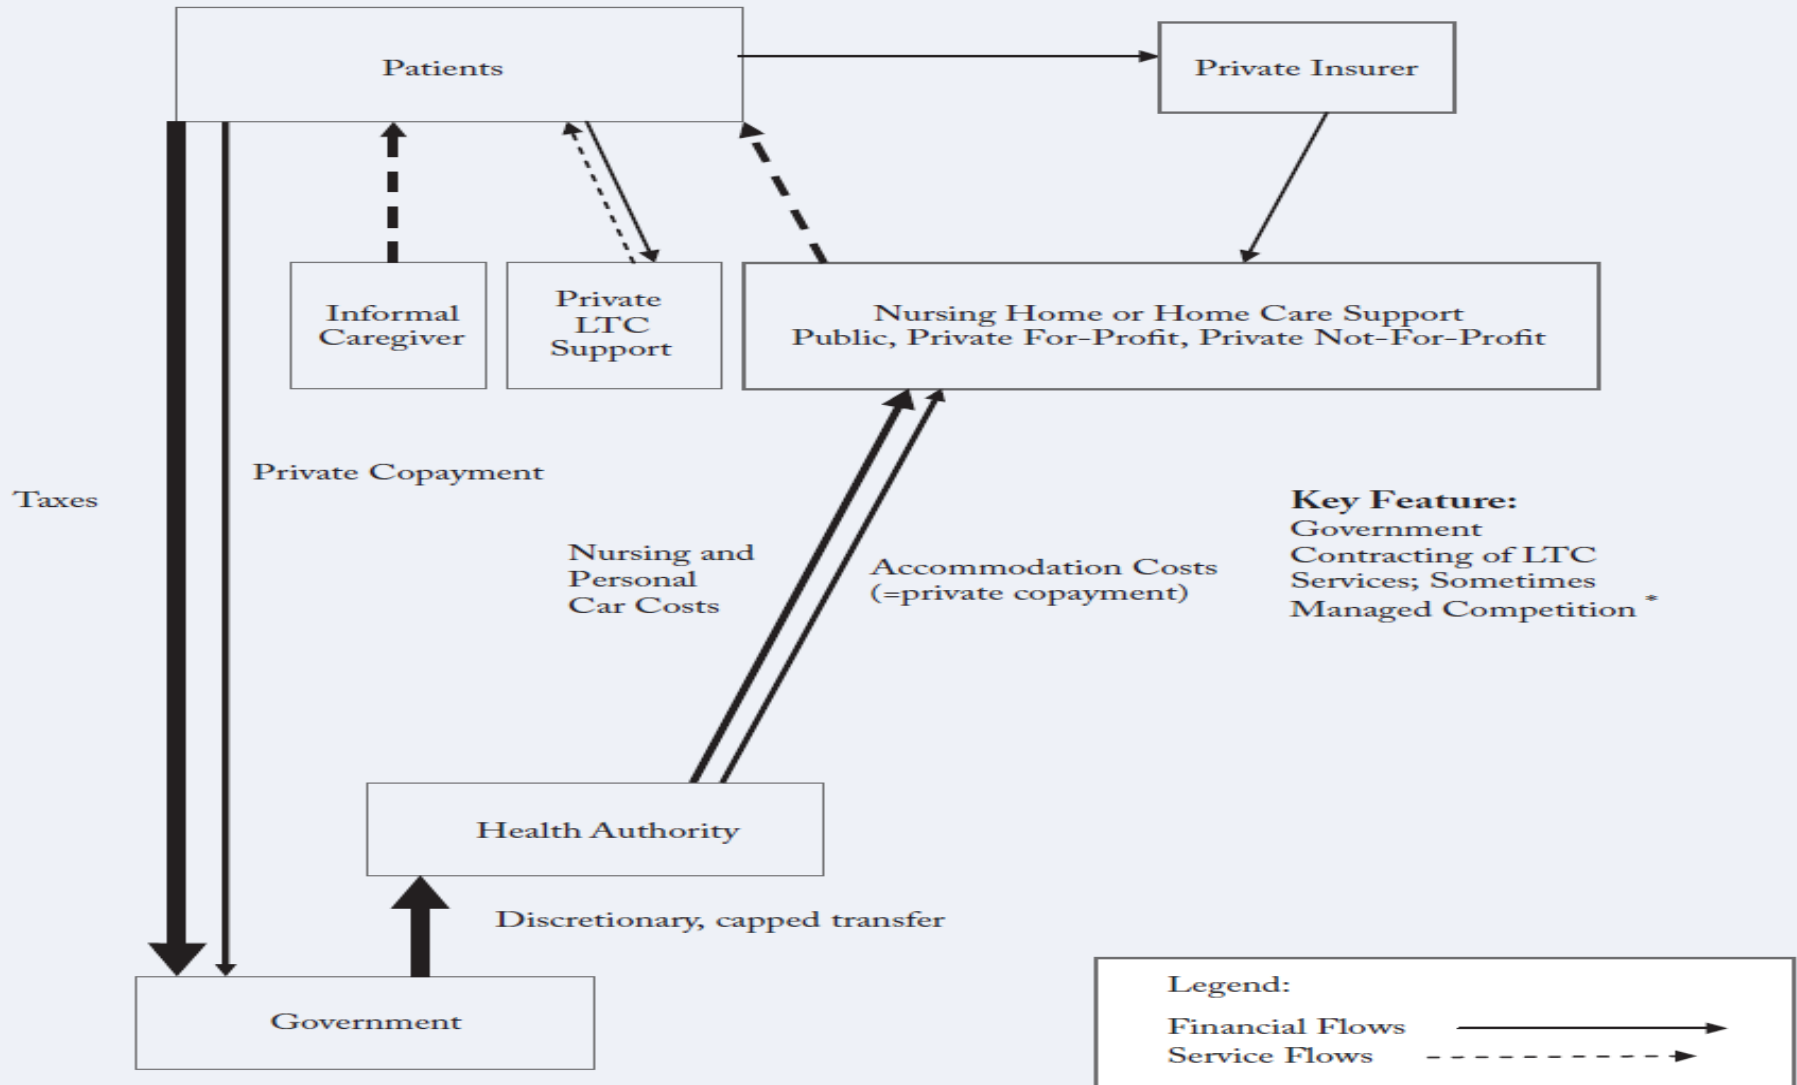 Patients
Private Insurer
Informal
Caregiver
Private
LTC
Support
Nursing Home or Home Care Support
Public, Private For-Profit, Private Not-For-Profit
Taxes
Private Copayment
Nursing and
Personal
Car Costs
Accommodation Costs
(=private copayment)
Key Feature:
Government
Contracting of LTC
Services; Sometimes
Managed Competition *
Health Authority
Discretionary, capped transfer
Government
Legend:
Financial Flows
Service Flows